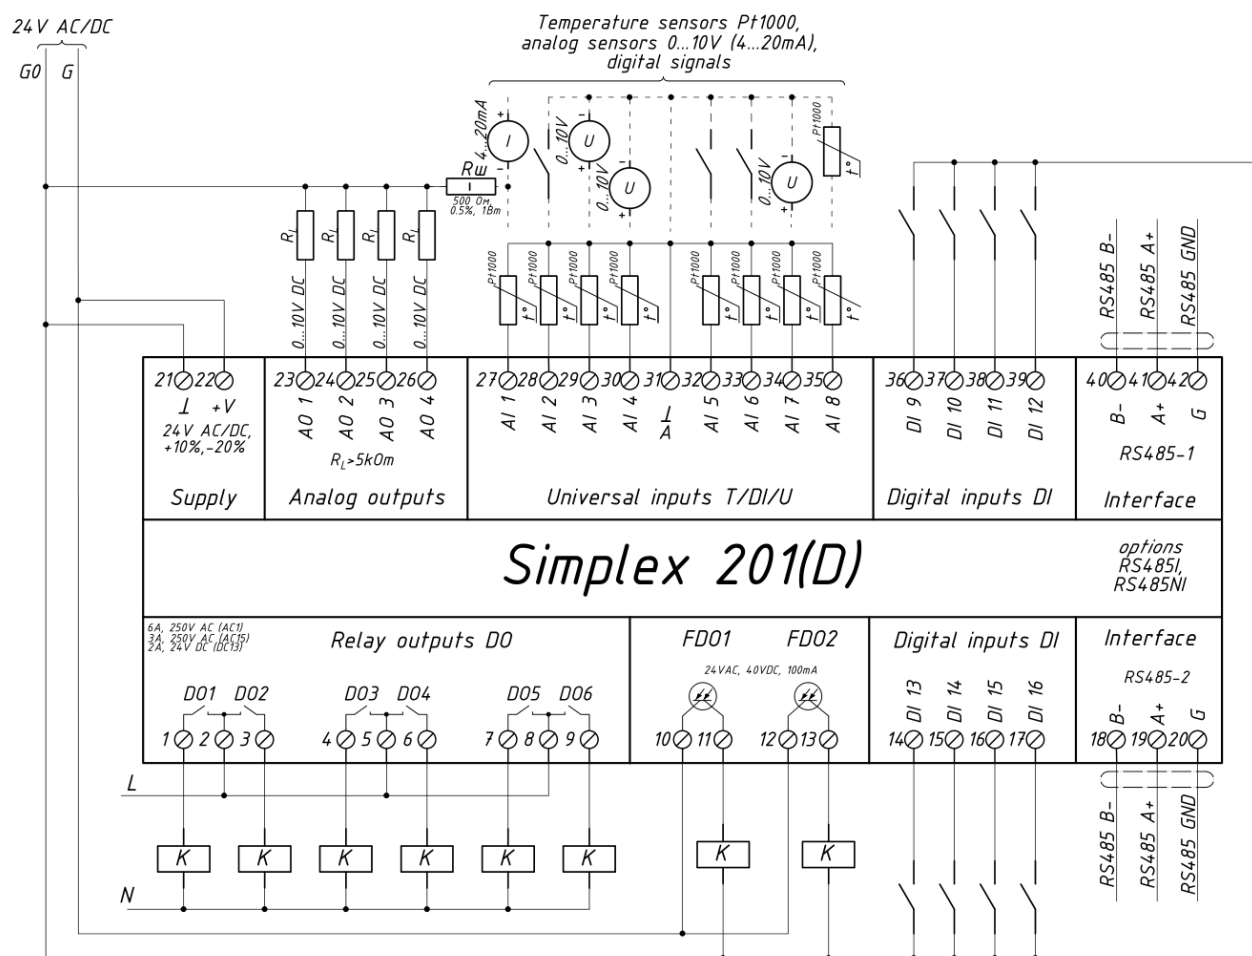 24V AC/DC
G0 G
Temperature sensors Pt1000,
analog sensors 0...10V (4...20mA),
digital signals
4...20mA
I
+
-
0...10V
U
-
+
0...10V
U
-
+
0...10V
U
-
+
Pt1000
t°
Rш
500 Ом,
0.5%, 1Вт
RL RL RL RL
0...10V DC 0...10V DC 0...10V DC 0...10V DC
Pt1000 Pt1000 Pt1000 Pt1000 Pt1000 Pt1000 Pt1000 Pt1000
t° t° t° t° t° t° t° t°
RS485 B- RS485 A+ RS485 GND
21 22 23 24 25 26 27 28 29 30 31 32 33 34 35 36 37 38 39 40 41 42
⊥ +V
24V AC/DC,
+10%,-20%
Supply
AO 1 AO 2 AO 3 AO 4
RL>5kOm
Analog outputs
AI 1 AI 2 AI 3 AI 4 ⊥ A AI 5 AI 6 AI 7 AI 8
Universal inputs T/DI/U
DI 9 DI 10 DI 11 DI 12
Digital inputs DI
B- A+ G
RS485-1
Interface
Simplex 201(D)
options
RS485I,
RS485NI
6A, 250V AC (AC1)
3A, 250V AC (AC15)
2A, 24V DC (DC13)
Relay outputs DO
DO1 DO2 DO3 DO4 DO5 DO6
FDO1 FDO2
24VAC, 40VDC, 100mA
Digital inputs DI
DI 13 DI 14 DI 15 DI 16
Interface
RS485-2
B- A+ G
1 2 3 4 5 6 7 8 9 10 11 12 13 14 15 16 17 18 19 20
L
K K K K K K K K
N
RS485 B- RS485 A+ RS485 GND